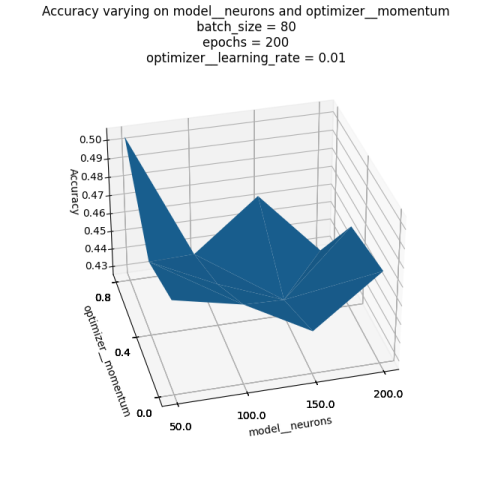 Accuracy varying on model__neurons and optimizer__momentum
batch_size = 80
epochs = 200
optimizer__learning_rate = 0.01
0.50
0.49
0.48
0.47
0.46
0.45
0.44
0.43
Accuracy
0.8
0.4
0.0
optimizer__momentum
50.0
100.0
150.0
200.0
model__neurons